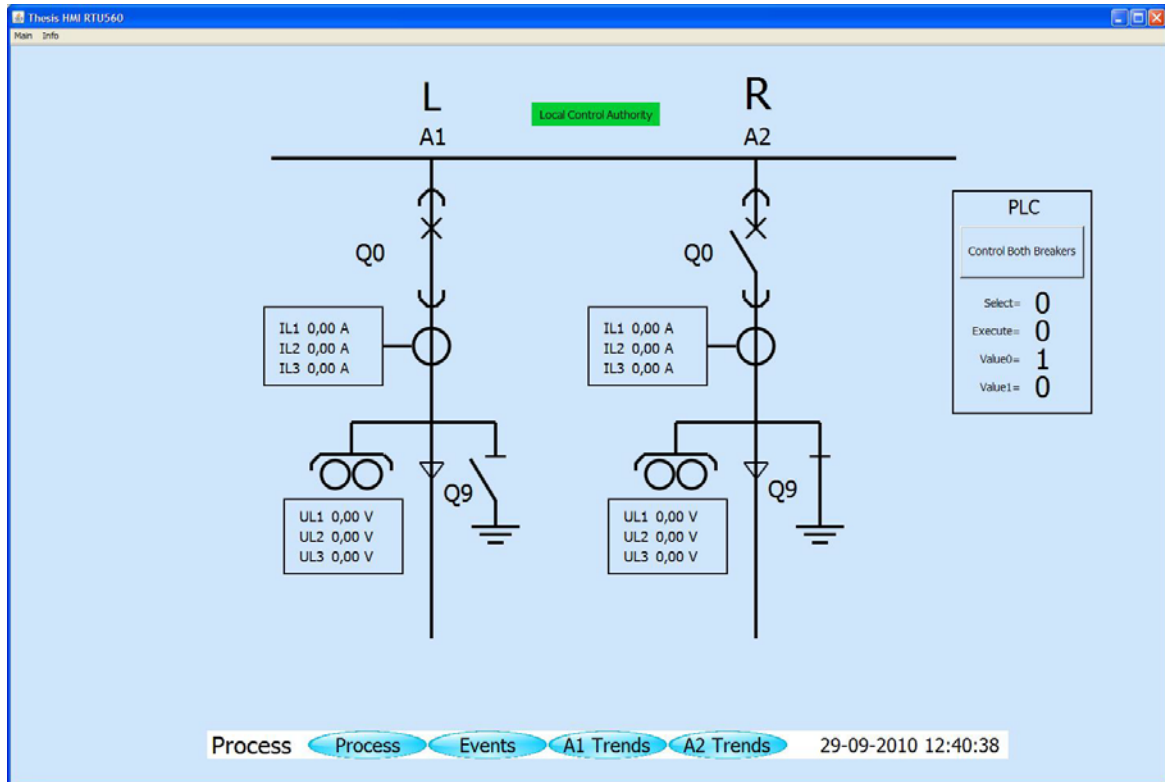 Thesis HMI RTU560
Main Info
L
R
Local Control Authority
A1
A2
PLC
Control Both Breakers
Q0
Q0
Select= 0
Execute= 0
Value0= 1
Value1= 0
IL1 0,00 A
IL2 0,00 A
IL3 0,00 A
IL1 0,00 A
IL2 0,00 A
IL3 0,00 A
Q9
Q9
UL1 0,00 V
UL2 0,00 V
UL3 0,00 V
UL1 0,00 V
UL2 0,00 V
UL3 0,00 V
Process Process Events A1 Trends A2 Trends 29-09-2010 12:40:38